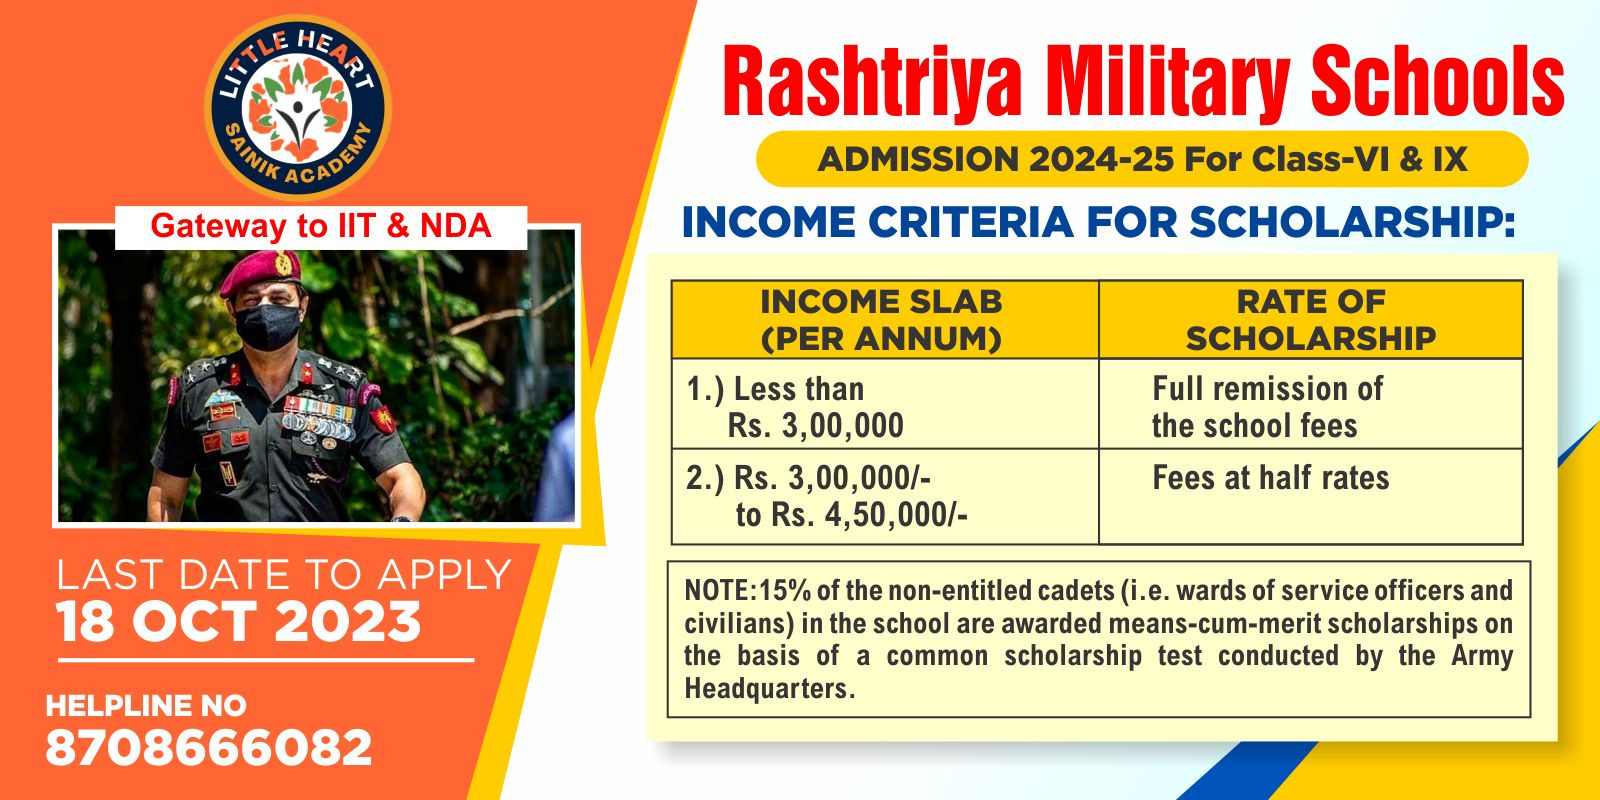 LITTLE HEART
SAINIK ACADEMY
Gateway to IIT & NDA
LAST DATE TO APPLY
18 OCT 2023
HELPLINE NO
8708666082
Rashtriya Military Schools
ADMISSION 2024-25 For Class-VI & IX
INCOME CRITERIA FOR SCHOLARSHIP:
INCOME SLAB
(PER ANNUM)
RATE OF
SCHOLARSHIP
1.) Less than
Rs. 3,00,000
Full remission of
the school fees
2.) Rs. 3,00,000/-
to Rs. 4,50,000/-
Fees at half rates
NOTE:15% of the non-entitled cadets (i.e. wards of service officers and
civilians) in the school are awarded means-cum-merit scholarships on
the basis of a common scholarship test conducted by the Army
Headquarters.